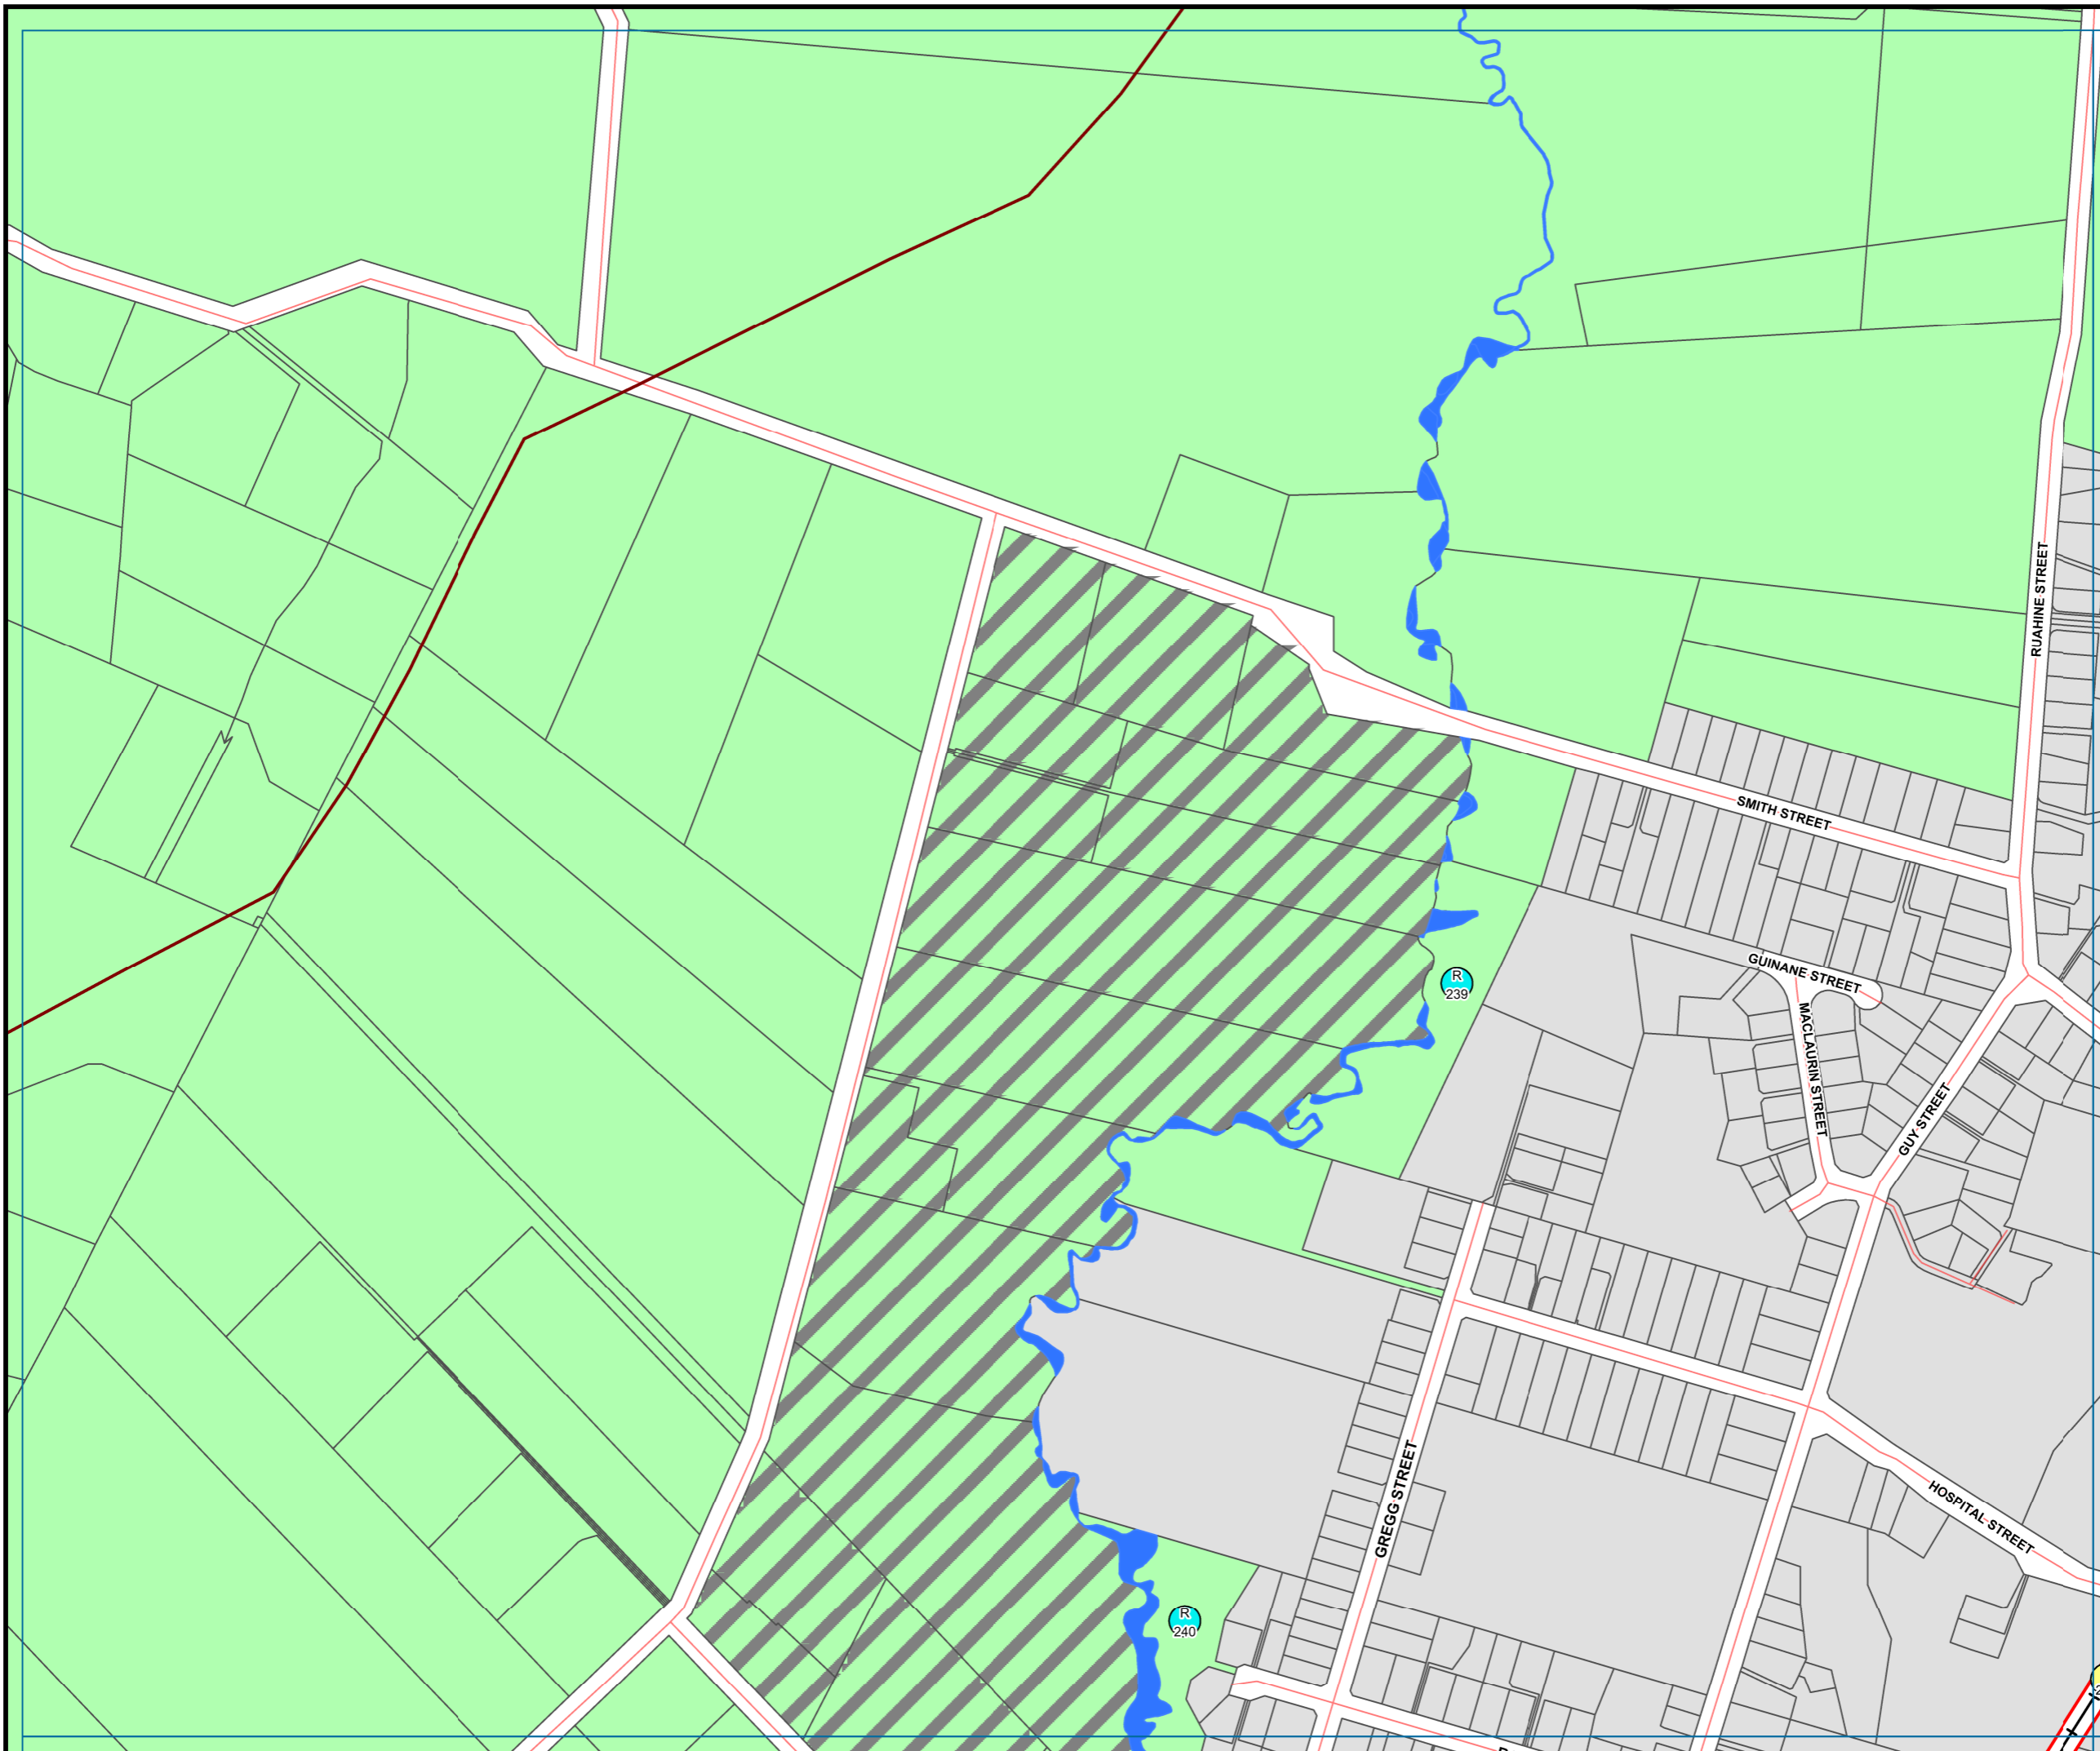 RUAHINE STREET
SMITH STREET
GUINANE STREET
R
239
MACLAURIN STREET
GUY STREET
GREGG STREET
HOSPITAL STREET
R
240